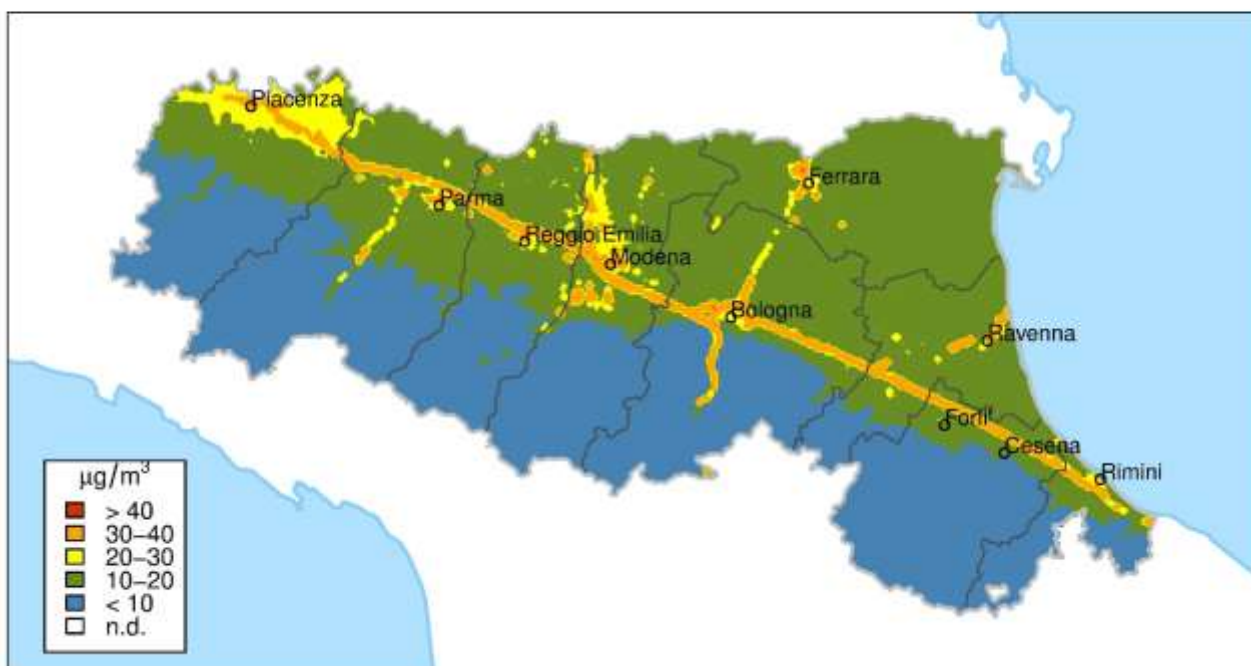 Piacenza
Ferrara
Parma
Reggio Emilia
Modena
Bologna
Ravenna
Forli'
Cesena
Rimini
µg/m³
> 40
30–40
20–30
10–20
< 10
n.d.